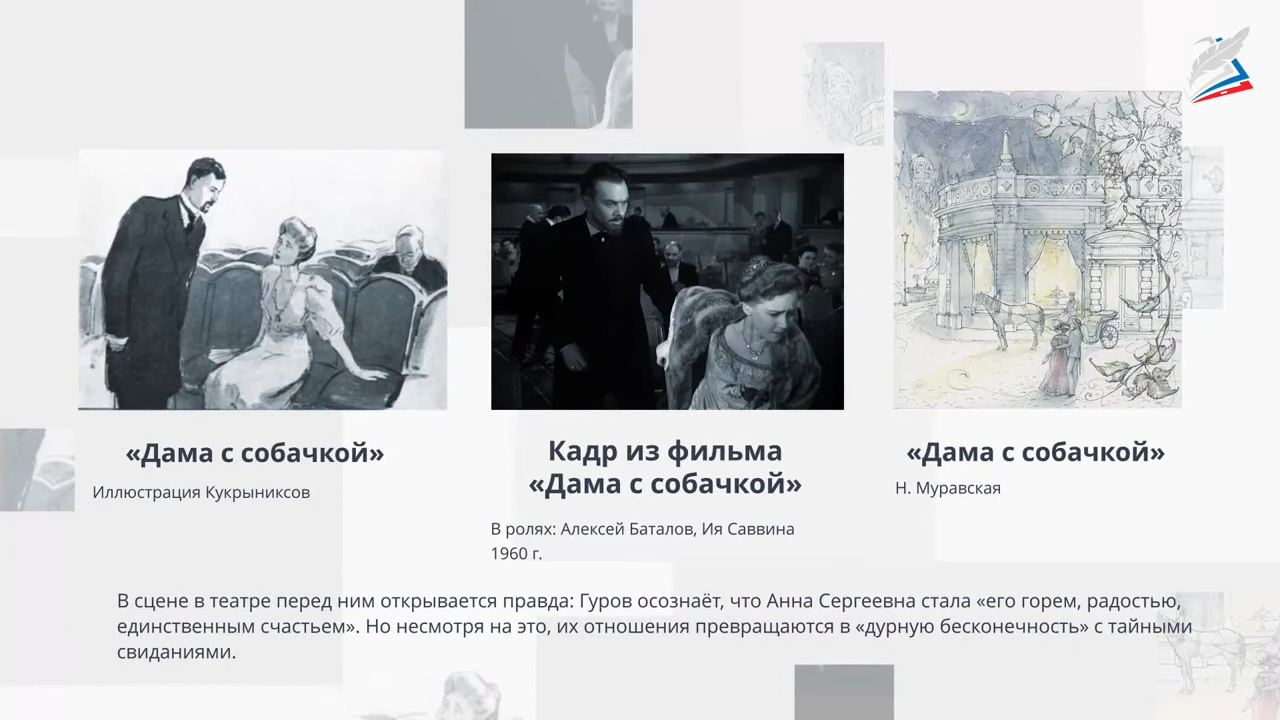 «Дама с собачкой»
Иллюстрация Кукрыниксов
Кадр из фильма
«Дама с собачкой»
В ролях: Алексей Баталов, Ия Саввина
1960 г.
«Дама с собачкой»
Н. Муравская
В сцене в театре перед ним открывается правда: Гуров осознаёт, что Анна Сергеевна стала «его горем, радостью,
единственным счастьем». Но несмотря на это, их отношения превращаются в «дурную бесконечность» с тайными
свиданиями.